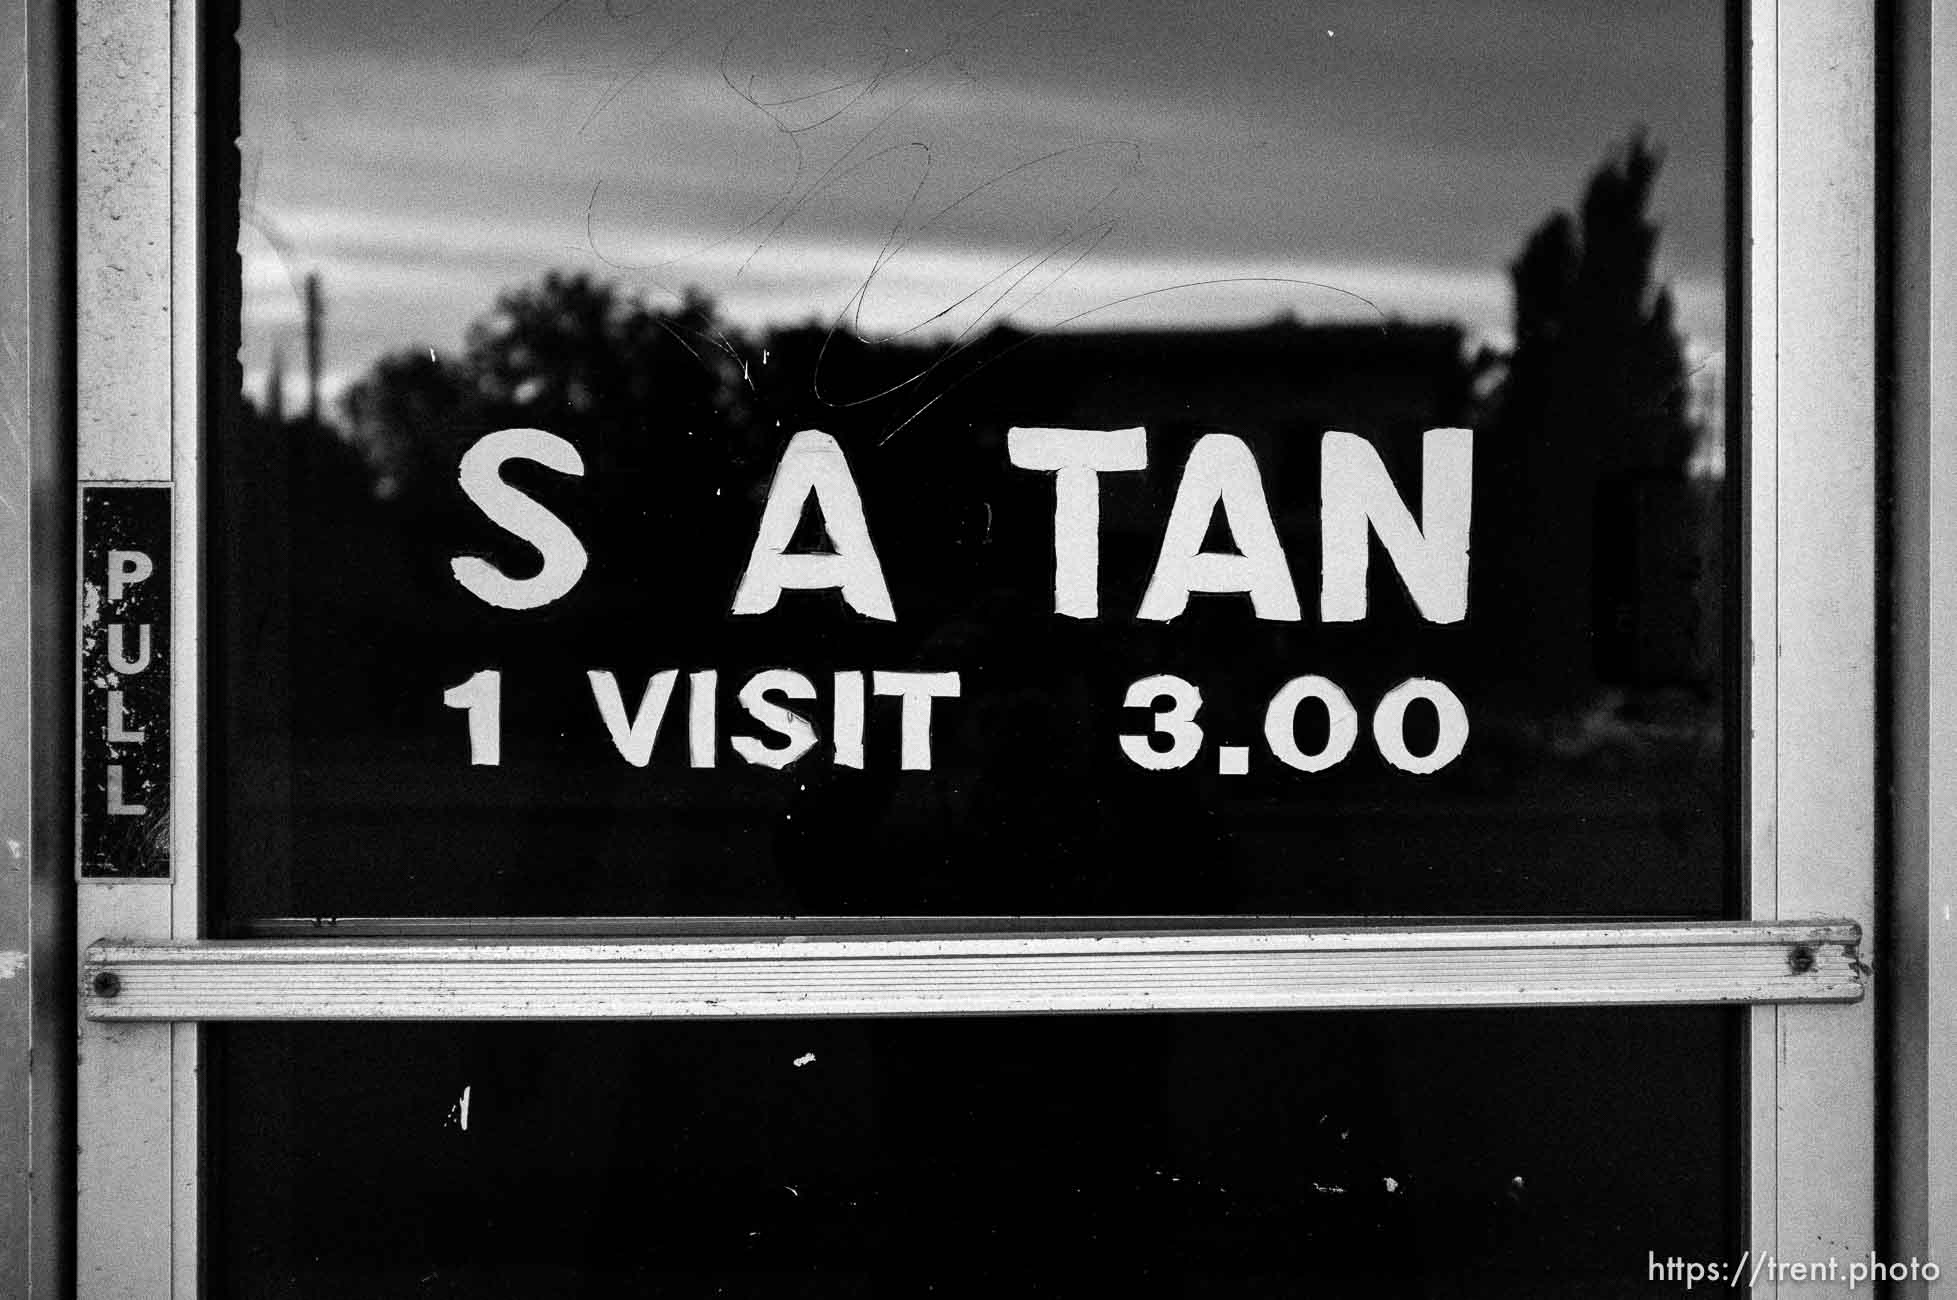 S A TAN
1 VISIT 3.00
PULL
https://trent.photo